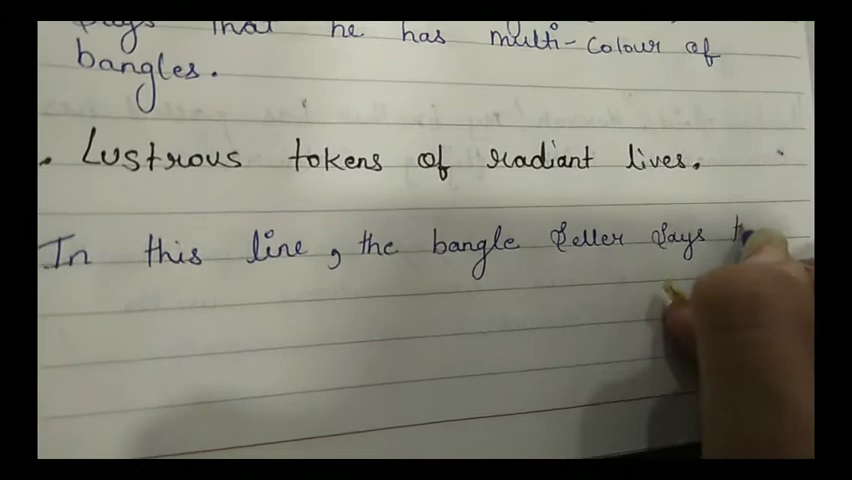 that he has multi-colour of
bangles.
. Lustrous tokens of radiant lives.
In this line, the bangle seller says